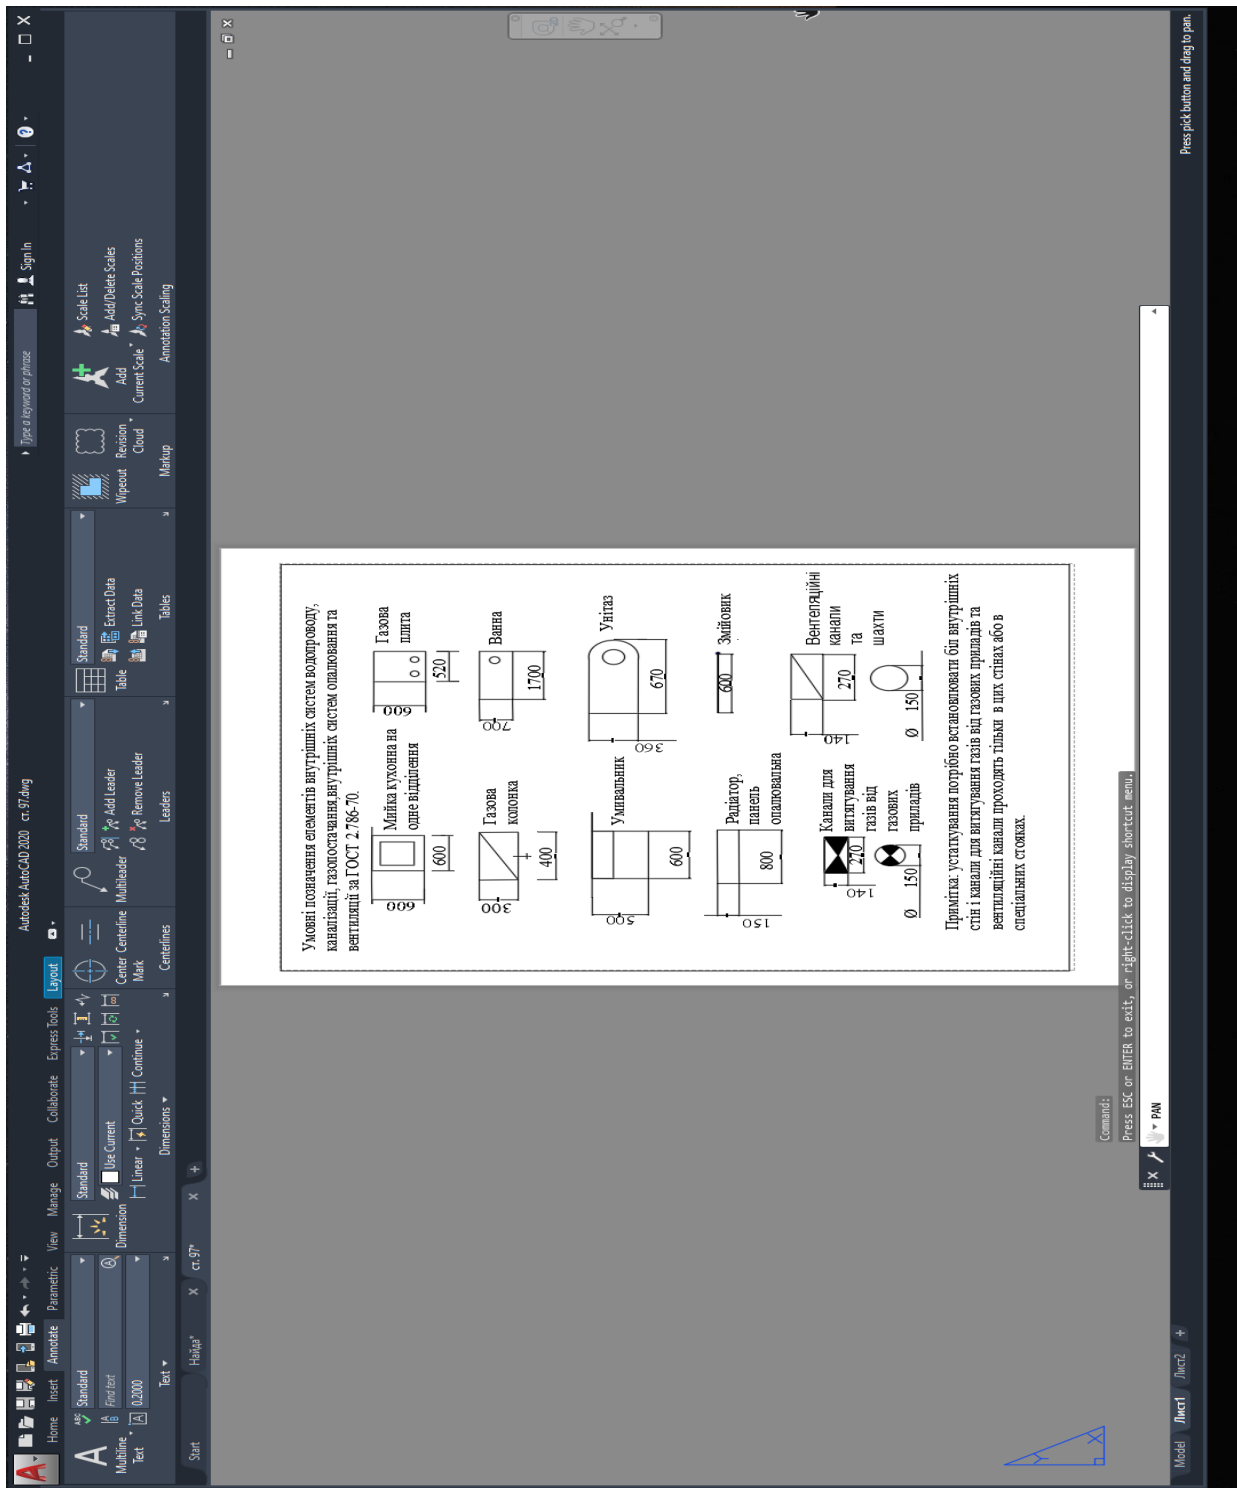 Autodesk AutoCAD 2020   ст. 97.dwg
Type a keyword or phrase
Sign In
Home Insert Annotate Parametric View Manage Output Collaborate Express Tools Layout
Multiline
Text
ABC
Standard
Find text
0.2000
Text
Dimension
Standard
Use Current
Linear Quick Continue
Dimensions
Center
Mark
Centerline
Centerlines
Multileader
Standard
Add Leader
Remove Leader
Leaders
Table
Standard
Extract Data
Link Data
Tables
Wipeout
Revision
Cloud
Markup
Add
Current Scale
Scale List
Add/Delete Scales
Sync Scale Positions
Annotation Scaling
Start
Найда*
ст. 97*
Умовні позначення елементів внутрішніх систем водопроводу,
каналізації, газопостачання,внутрішніх систем опалювання та
вентиляції за ГОСТ 2.786-70.
600
600
Мийка кухонна на
одне відділення
600
520
Газова
плита
300
400
Газова
колонка
700
1700
Ванна
500
600
Умивальник
360
670
Унітаз
150
800
Радіатор,
панель
опалювальна
600
Змійовик
140
270
Ø 150
Канали для
витягування
газів від
газових
приладів
140
270
Ø 150
Вентеляційні
канали
та
шахти
Примітка: устаткування потрібно встановлювати біл внутрішніх
стін і канали для витягування газів від газових приладів та
вентиляційні канали проходять тільки в цих стінах або в
спеціальних стояках.
Y
X
Command:
Press ESC or ENTER to exit, or right-click to display shortcut menu.
PAN
Model Лист1 Лист2
Press pick button and drag to pan.